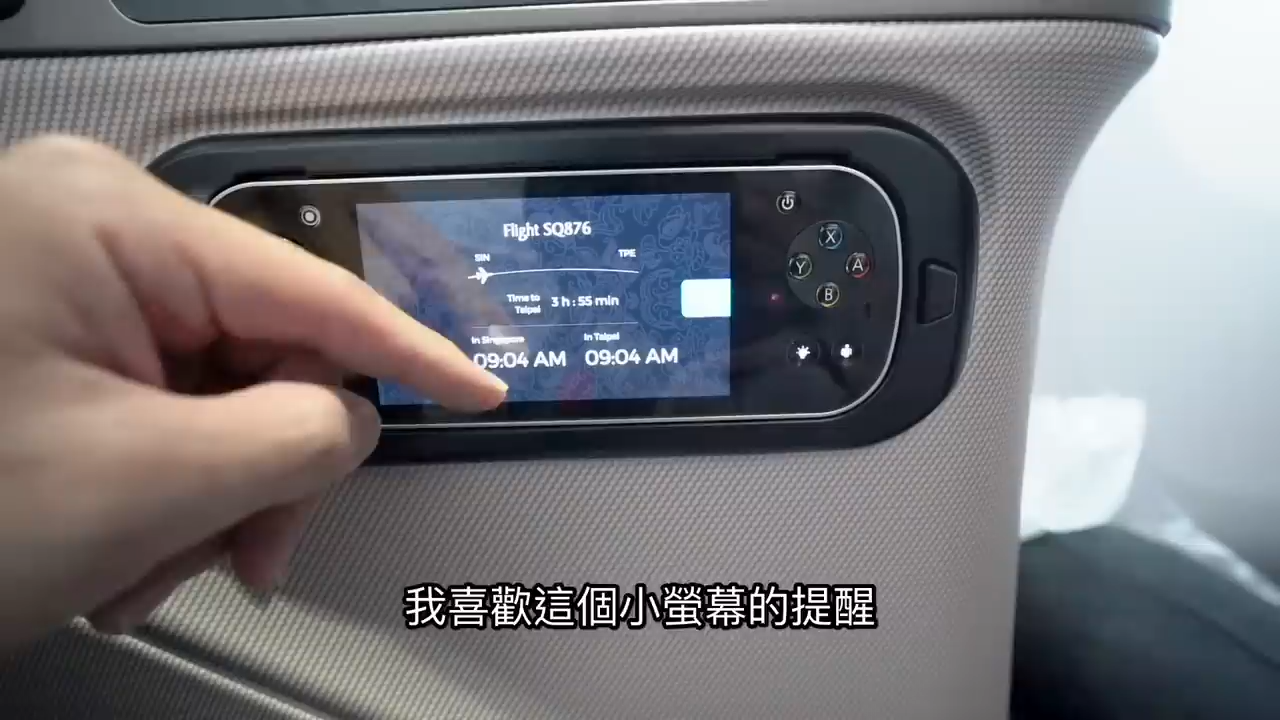 Flight SQ876
SIN TPE
Time to
Taipei
3 h : 55 min
In Singapore In Taipei
09:04 AM 09:04 AM
X
Y A
B
我喜歡這個小螢幕的提醒